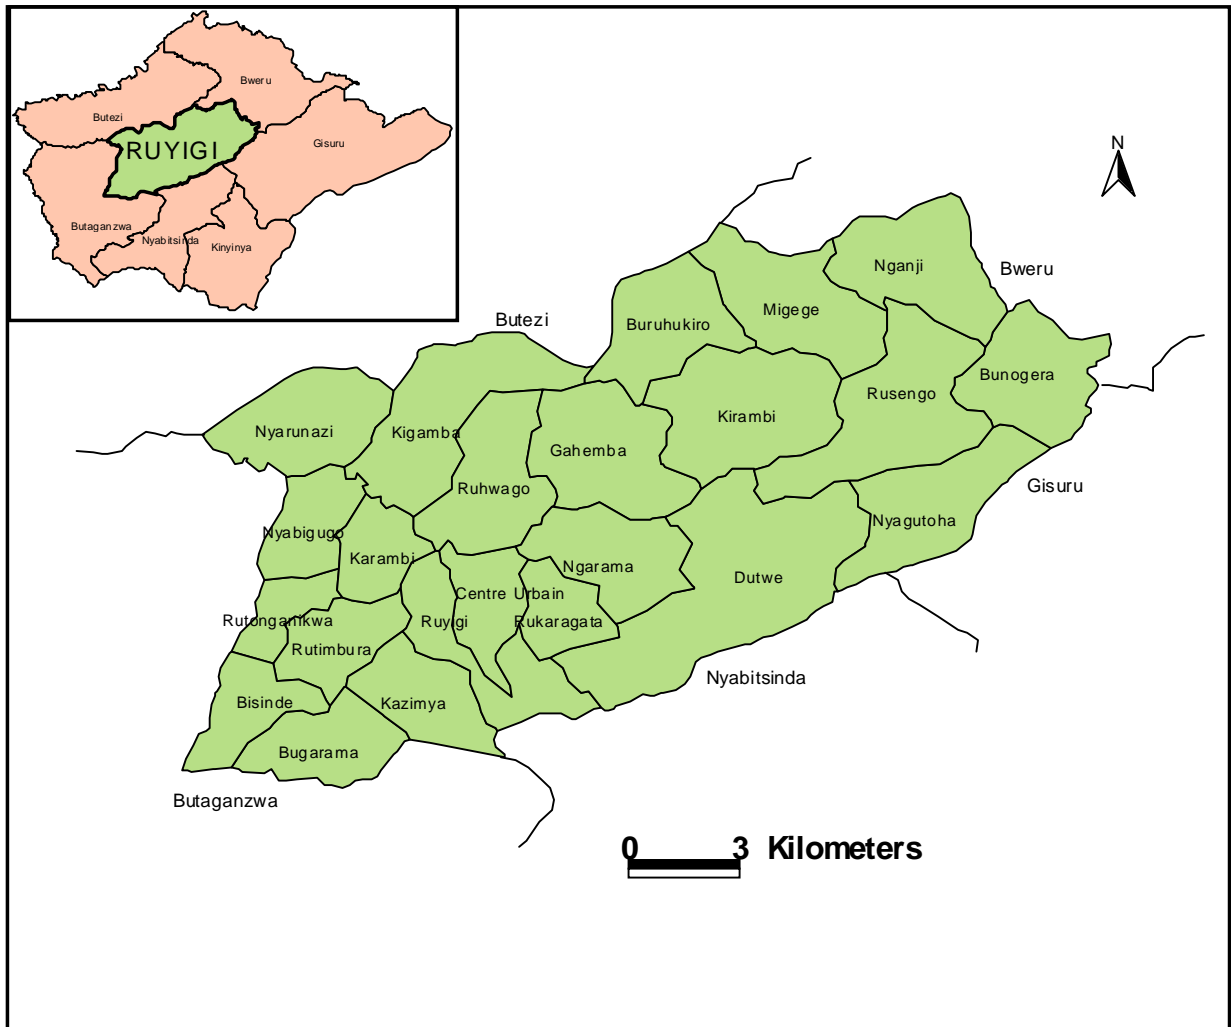 Bweru
Butezi
RUYIGI
Gisuru
Butaganzwa
Nyabitsinda
Kinyinya
N
Nganji
Bweru
Migege
Buruhukiro
Butezi
Bunogera
Rusengo
Kirambi
Nyarunazi
Kigamba
Gahemba
Ruhwago
Gisuru
Nyagutoha
Nyabigugo
Karambi
Ngarama
Dutwe
Centre Urbain
Rutonganikwa
Ruyigi
Rukaragata
Rutimbura
Nyabitsinda
Bisinde
Kazimya
Bugarama
Butaganzwa
0 3 Kilometers